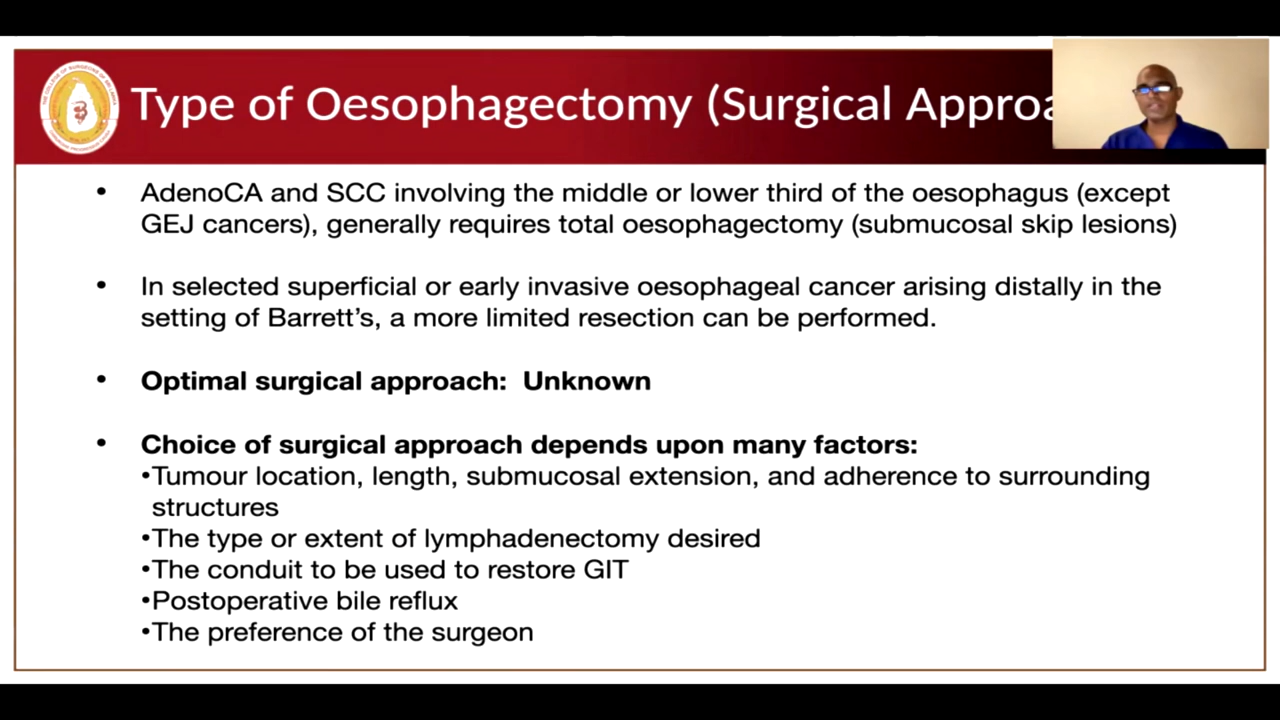 Type of Oesophagectomy (Surgical Approa
• AdenoCA and SCC involving the middle or lower third of the oesophagus (except
GEJ cancers), generally requires total oesophagectomy (submucosal skip lesions)
• In selected superficial or early invasive oesophageal cancer arising distally in the
setting of Barrett’s, a more limited resection can be performed.
• Optimal surgical approach: Unknown
• Choice of surgical approach depends upon many factors:
•Tumour location, length, submucosal extension, and adherence to surrounding
structures
•The type or extent of lymphadenectomy desired
•The conduit to be used to restore GIT
•Postoperative bile reflux
•The preference of the surgeon